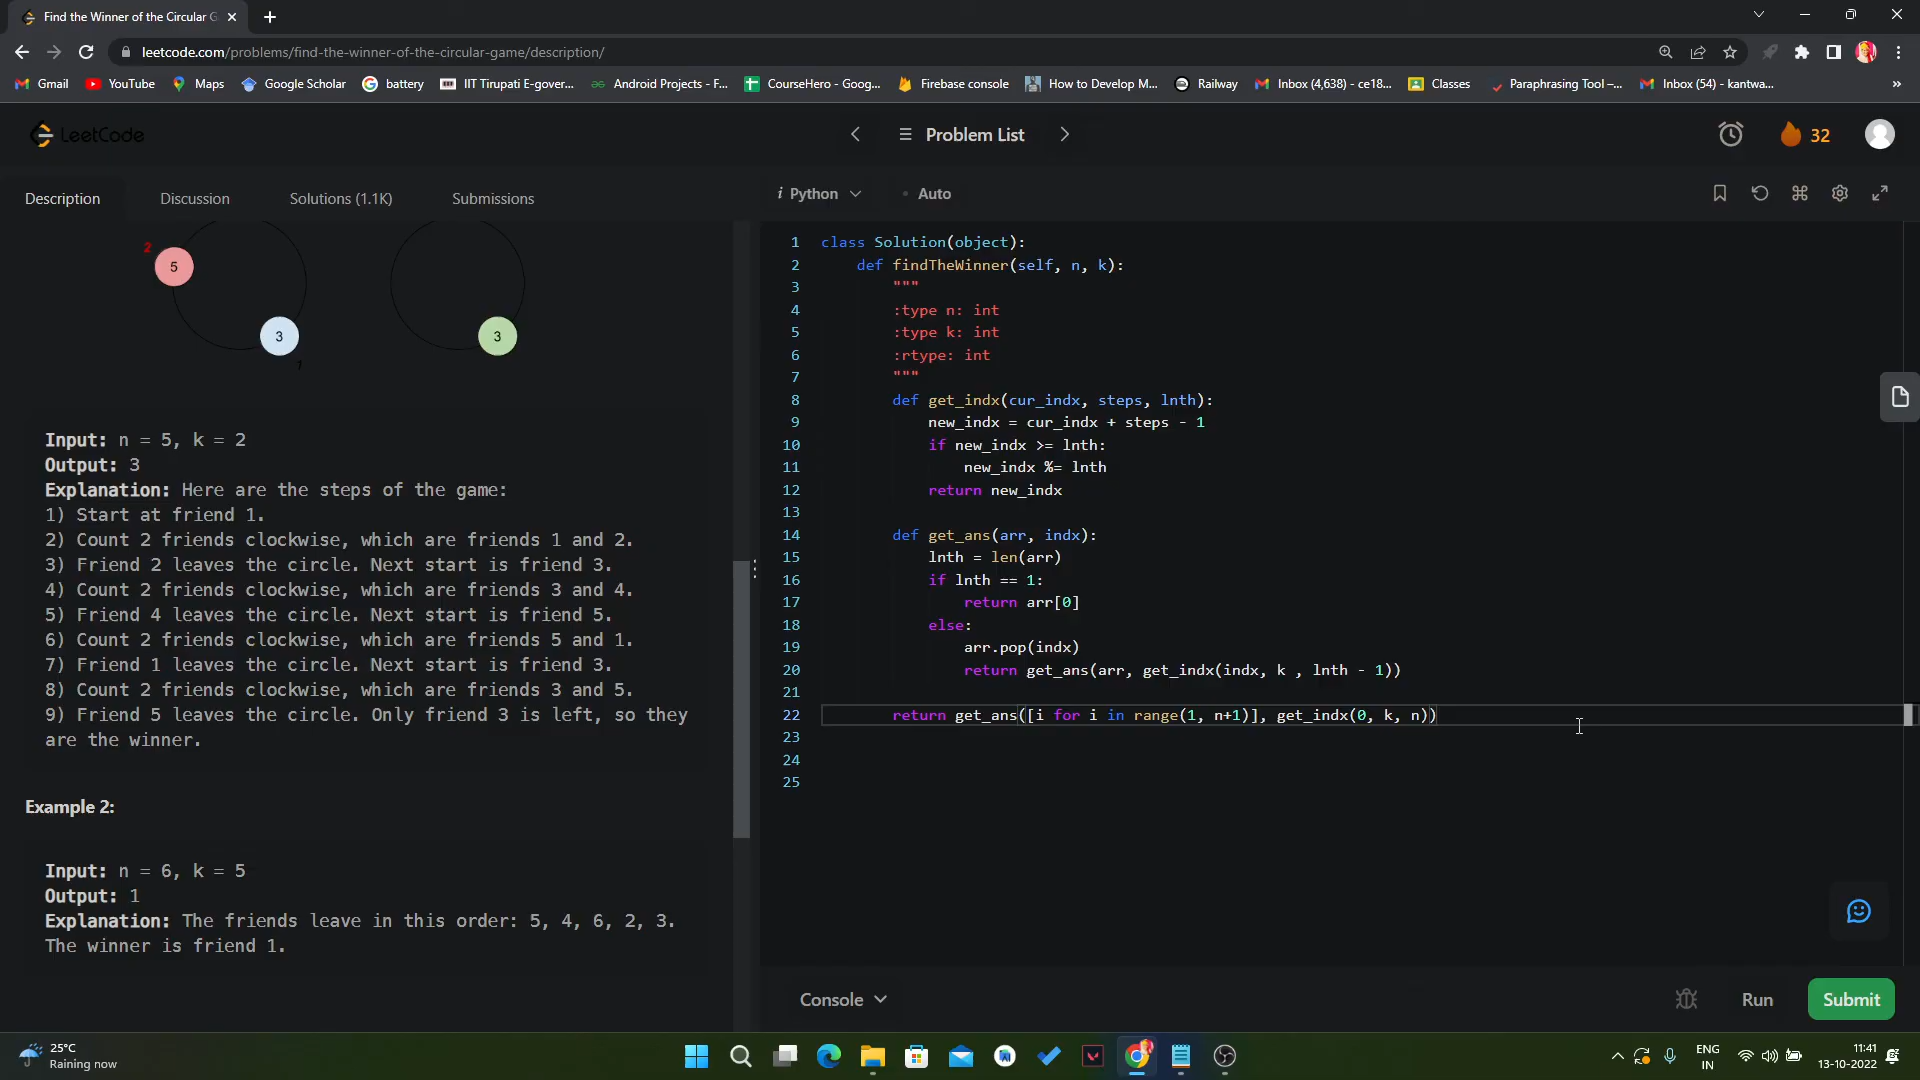 Find the Winner of the Circular G
leetcode.com/problems/find-the-winner-of-the-circular-game/description/
Gmail YouTube Maps Google Scholar battery IIT Tirupati E-gover... Android Projects - F... CourseHero - Goog... Firebase console How to Develop M... Railway Inbox (4,638) - ce18... Classes Paraphrasing Tool –... Inbox (54) - kantwa... »
LeetCode Problem List 32
Description Discussion Solutions (1.1K) Submissions
i Python • Auto
2
5
3
1
3
Input: n = 5, k = 2
Output: 3
Explanation: Here are the steps of the game:
1) Start at friend 1.
2) Count 2 friends clockwise, which are friends 1 and 2.
3) Friend 2 leaves the circle. Next start is friend 3.
4) Count 2 friends clockwise, which are friends 3 and 4.
5) Friend 4 leaves the circle. Next start is friend 5.
6) Count 2 friends clockwise, which are friends 5 and 1.
7) Friend 1 leaves the circle. Next start is friend 3.
8) Count 2 friends clockwise, which are friends 3 and 5.
9) Friend 5 leaves the circle. Only friend 3 is left, so they
are the winner.
Example 2:
Input: n = 6, k = 5
Output: 1
Explanation: The friends leave in this order: 5, 4, 6, 2, 3.
The winner is friend 1.
1 class Solution(object):
2 def findTheWinner(self, n, k):
3 """
4 :type n: int
5 :type k: int
6 :rtype: int
7 """
8 def get_indx(cur_indx, steps, lnth):
9 new_indx = cur_indx + steps - 1
10 if new_indx >= lnth:
11 new_indx %= lnth
12 return new_indx
13
14 def get_ans(arr, indx):
15 lnth = len(arr)
16 if lnth == 1:
17 return arr[0]
18 else:
19 arr.pop(indx)
20 return get_ans(arr, get_indx(indx, k , lnth - 1))
21
22 return get_ans([i for i in range(1, n+1)], get_indx(0, k, n))
23
24
25
Console Run Submit
25°C
Raining now
ENG
IN
11:41
13-10-2022